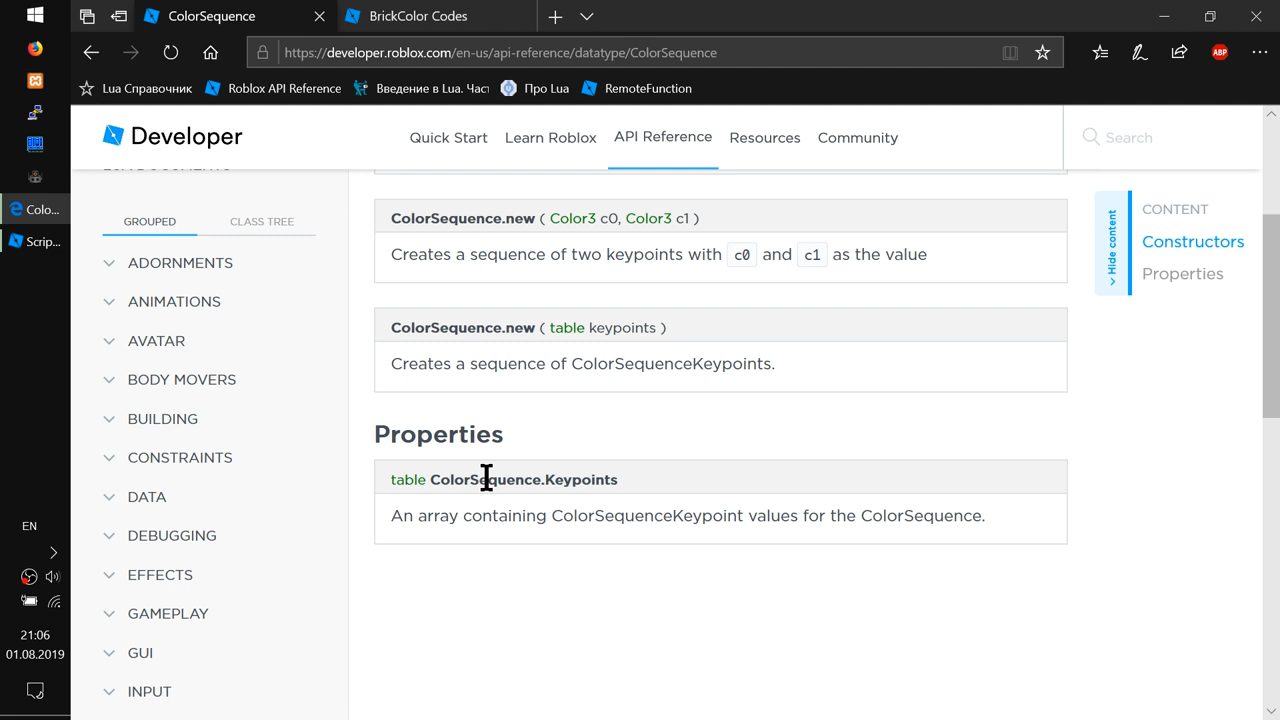 ColorSequence
BrickColor Codes
https://developer.roblox.com/en-us/api-reference/datatype/ColorSequence
ABP
Lua Справочник
Roblox API Reference
Введение в Lua. Част
Про Lua
RemoteFunction
Developer
Quick Start
Learn Roblox
API Reference
Resources
Community
Search
GROUPED
CLASS TREE
ADORNMENTS
ANIMATIONS
AVATAR
BODY MOVERS
BUILDING
CONSTRAINTS
DATA
DEBUGGING
EFFECTS
GAMEPLAY
GUI
INPUT
ColorSequence.new ( Color3 c0, Color3 c1 )
Creates a sequence of two keypoints with c0 and c1 as the value
ColorSequence.new ( table keypoints )
Creates a sequence of ColorSequenceKeypoints.
Properties
table ColorSequence.Keypoints
An array containing ColorSequenceKeypoint values for the ColorSequence.
Hide content
CONTENT
Constructors
Properties
Colo...
Scrip...
EN
21:06
01.08.2019